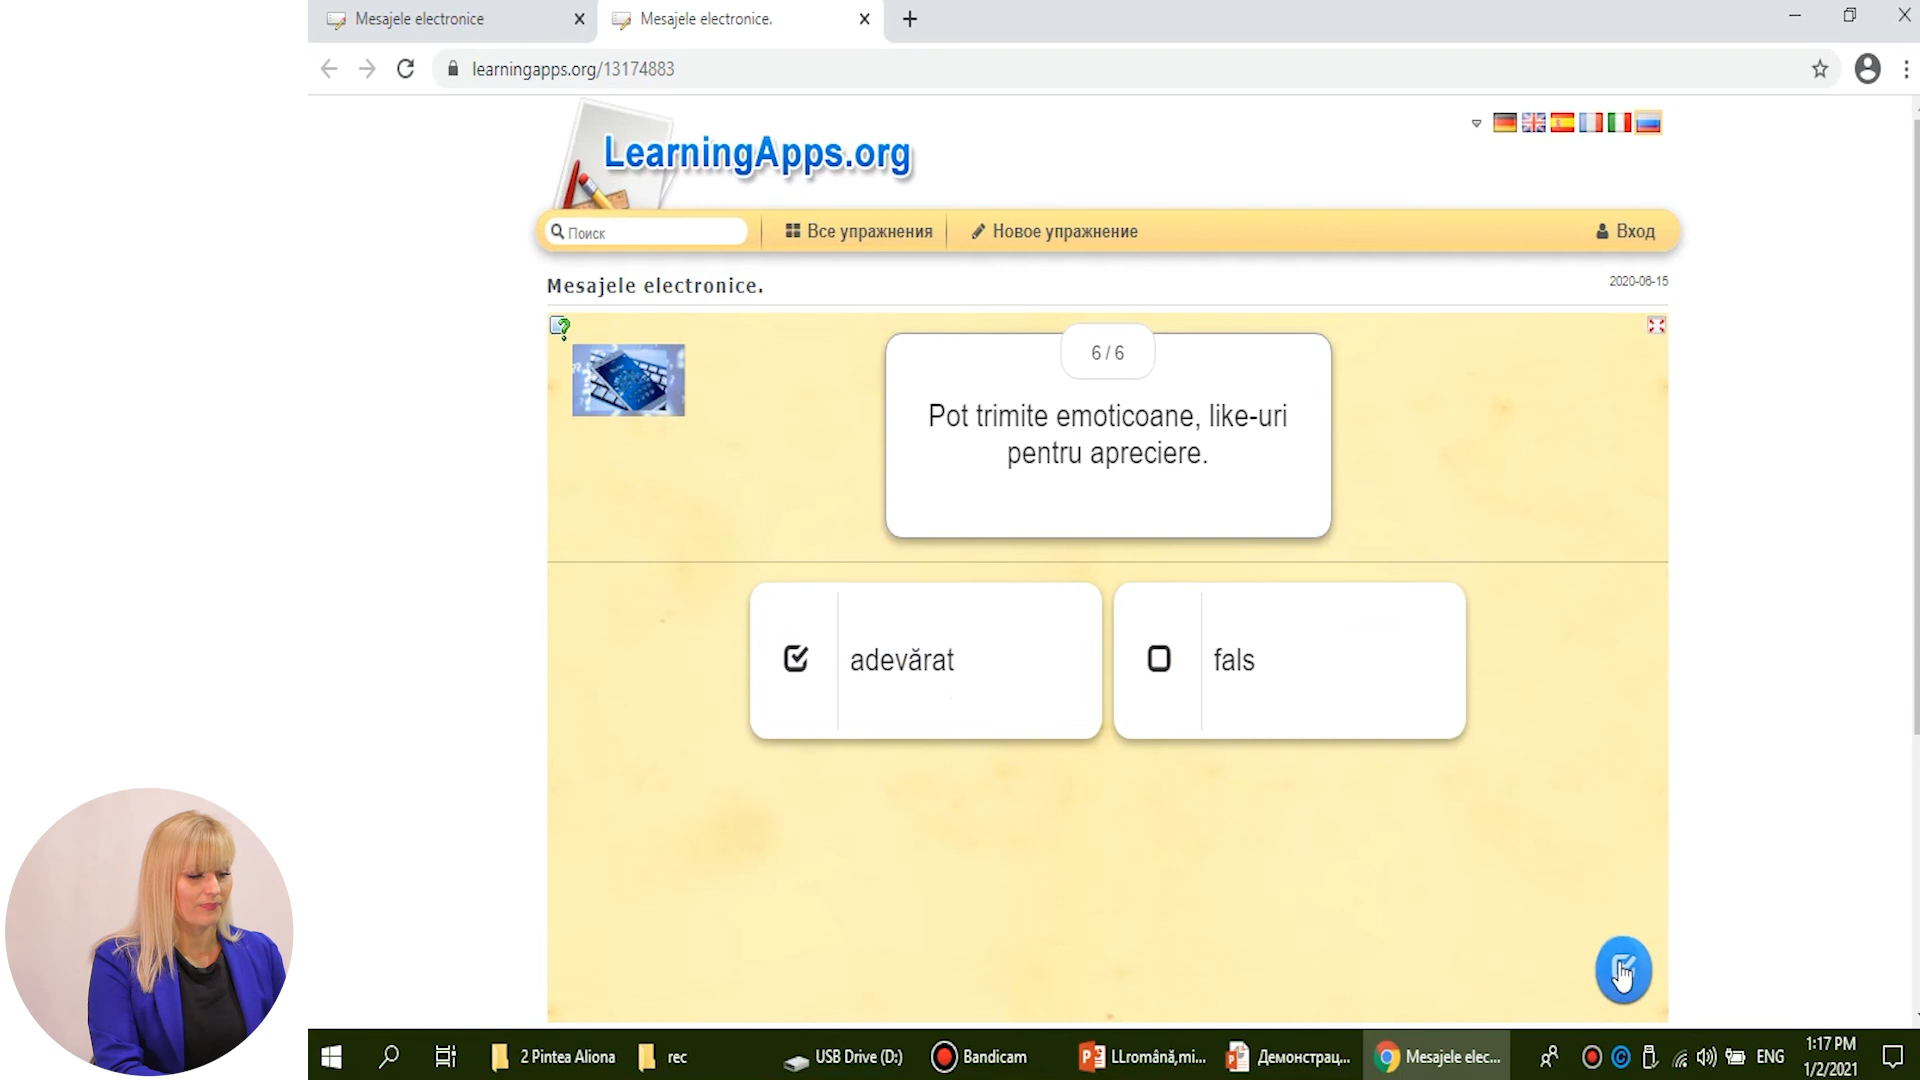 Mesajele electronice
Mesajele electronice.
learningapps.org/13174883
LearningApps.org
Поиск
Все упражнения
Новое упражнение
Вход
Mesajele electronice.
2020-06-15
6 / 6
Pot trimite emoticoane, like-uri
pentru apreciere.
adevărat
fals
2 Pintea Aliona
rec
USB Drive (D:)
Bandicam
LLromână,mi...
Демонстрац...
Mesajele elec...
ENG
1:17 PM
1/2/2021